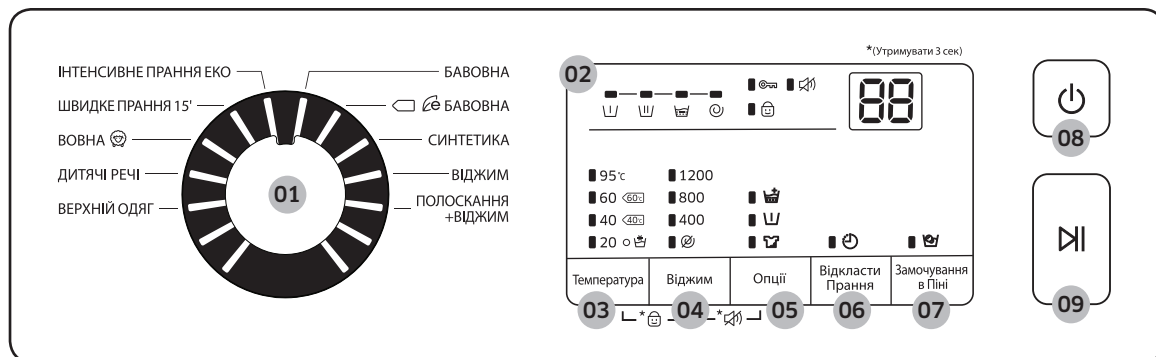 *(Утримувати 3 сек)
ІНТЕНСИВНЕ ПРАННЯ ЕКО
ШВИДКЕ ПРАННЯ 15'
ВОВНА
ДИТЯЧІ РЕЧІ
ВЕРХНІЙ ОДЯГ
01
БАВОВНА
БАВОВНА
СИНТЕТИКА
ВІДЖИМ
ПОЛОСКАННЯ
+ВІДЖИМ
02
88
95℃ 1200
60 60℃ 800
40 40℃ 400
20
Температура
Віджим
Опції
Відкласти
Прання
Замочування
в Піні
03 04 05 06 07
* *
08
09